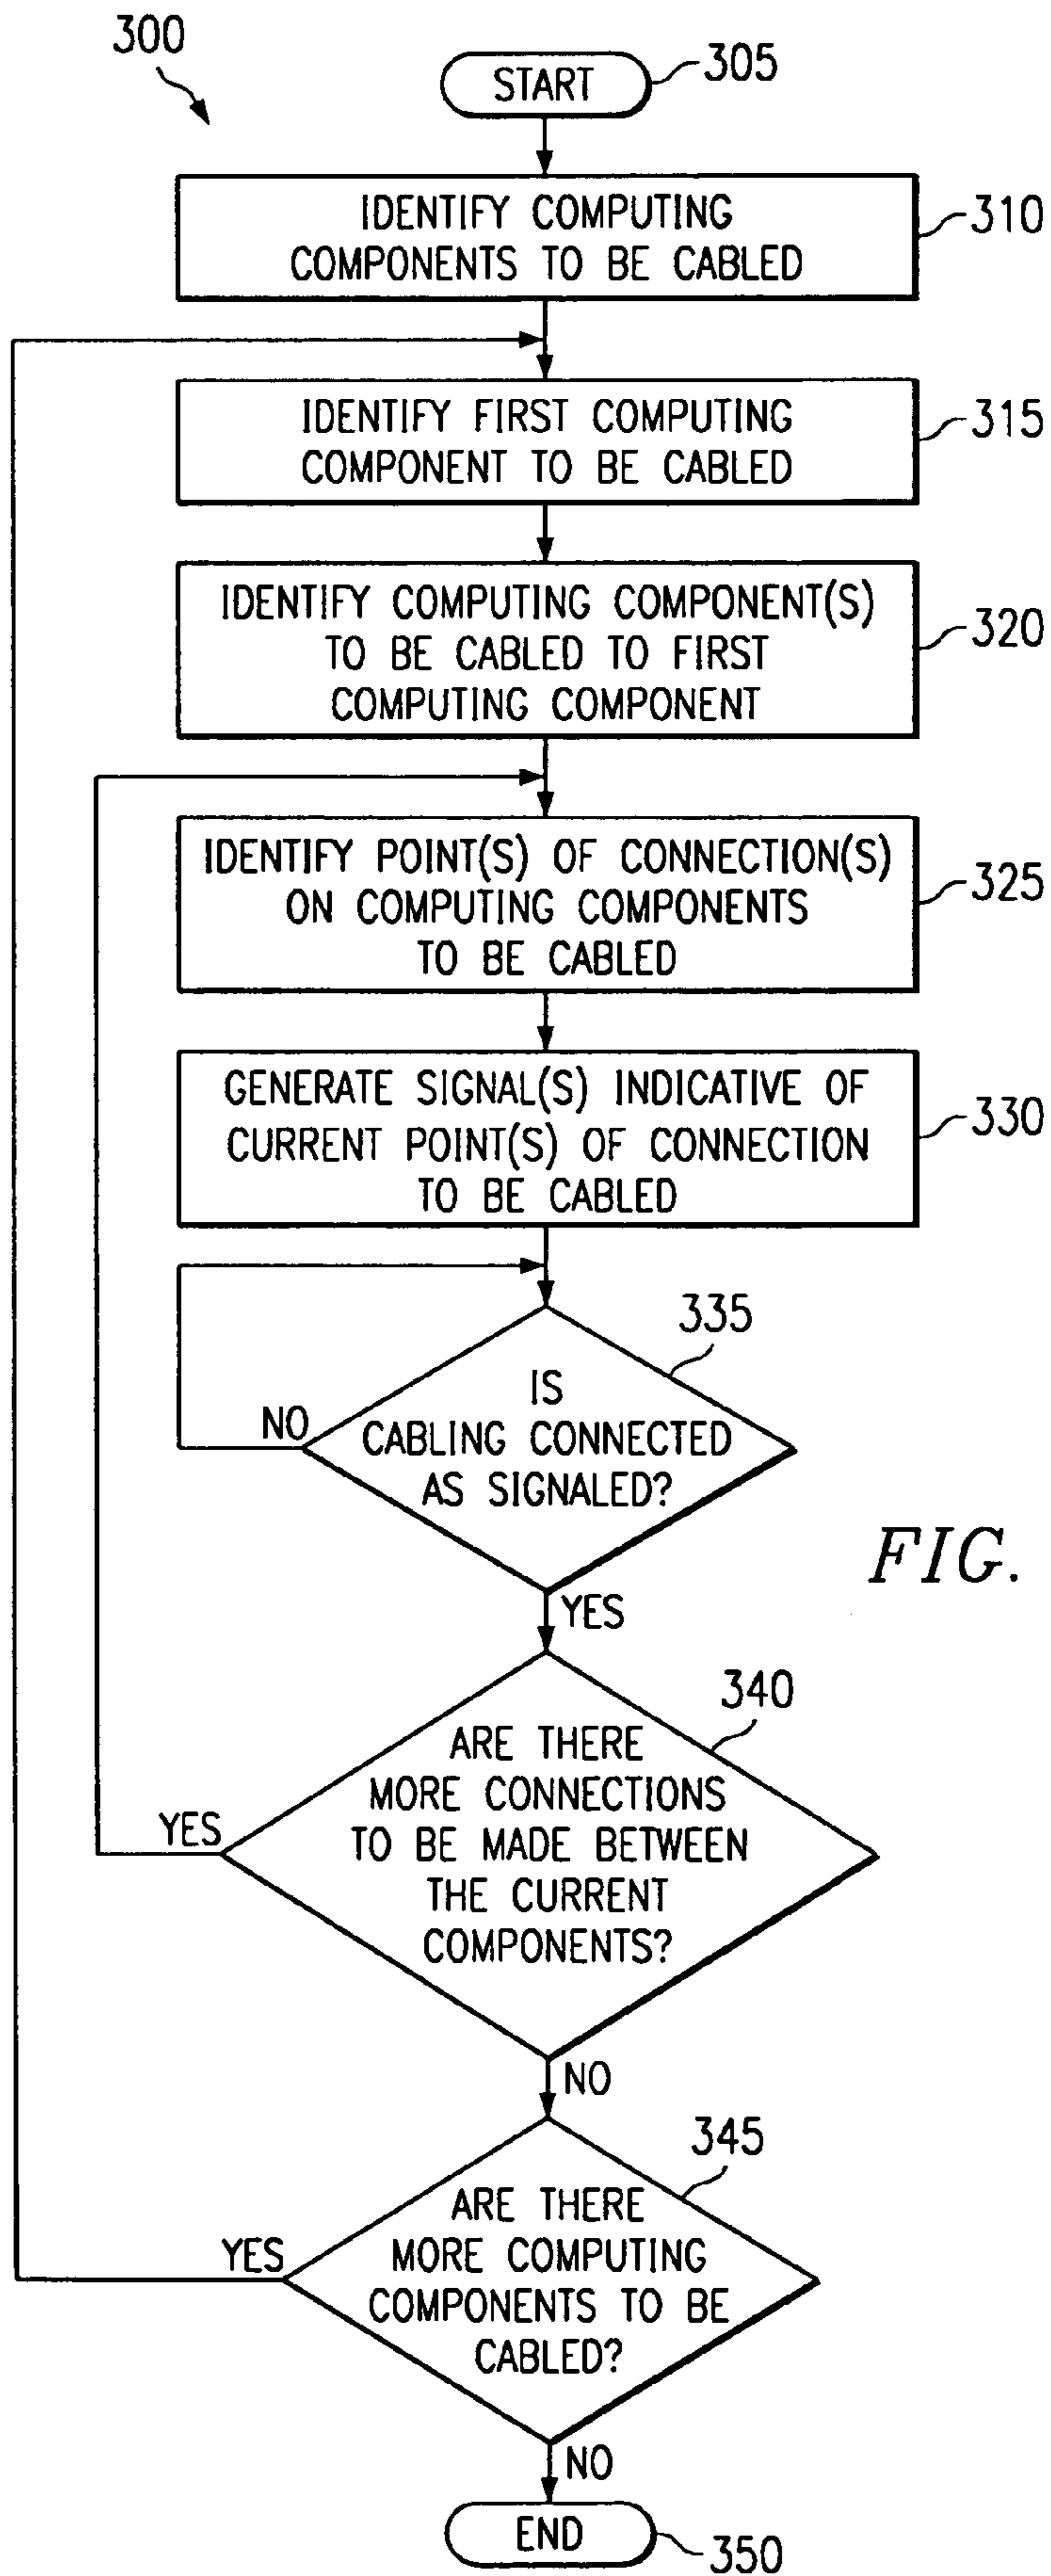 300
START
305
IDENTIFY COMPUTING
COMPONENTS TO BE CABLED
310
IDENTIFY FIRST COMPUTING
COMPONENT TO BE CABLED
315
IDENTIFY COMPUTING COMPONENT(S)
TO BE CABLED TO FIRST
COMPUTING COMPONENT
320
IDENTIFY POINT(S) OF CONNECTION(S)
ON COMPUTING COMPONENTS
TO BE CABLED
325
GENERATE SIGNAL(S) INDICATIVE OF
CURRENT POINT(S) OF CONNECTION
TO BE CABLED
330
335
IS
CABLING CONNECTED
AS SIGNALED?
NO
YES
FIG.
340
ARE THERE
MORE CONNECTIONS
TO BE MADE BETWEEN
THE CURRENT
COMPONENTS?
YES
NO
345
ARE THERE
MORE COMPUTING
COMPONENTS TO BE
CABLED?
YES
NO
END
350